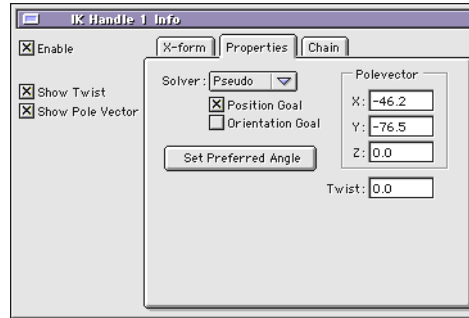 IK Handle 1 Info
Enable
Show Twist
Show Pole Vector
X-form Properties Chain
Solver: Pseudo
Position Goal
Orientation Goal
Set Preferred Angle
Polevector
X: -46.2
Y: -76.5
Z: 0.0
Twist: 0.0